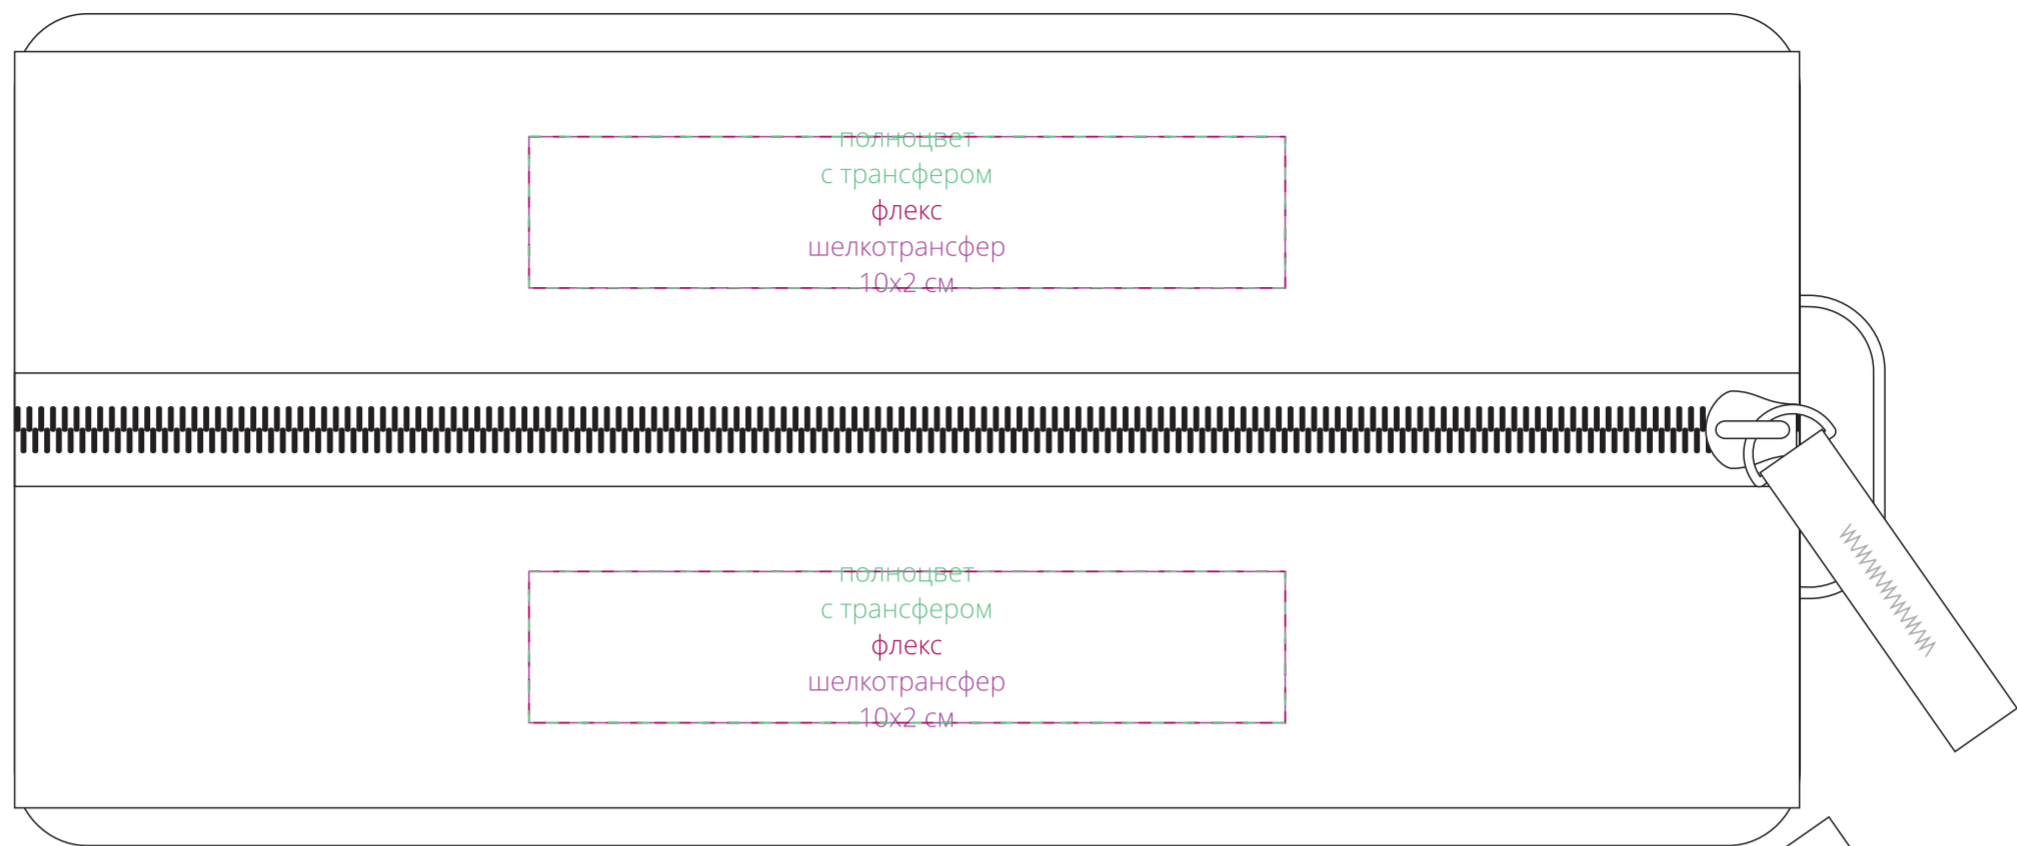 полноцвет
с трансфером
флекс
шелкотрансфер
10х2 см
полноцвет
с трансфером
флекс
шелкотрансфер
10х2 см